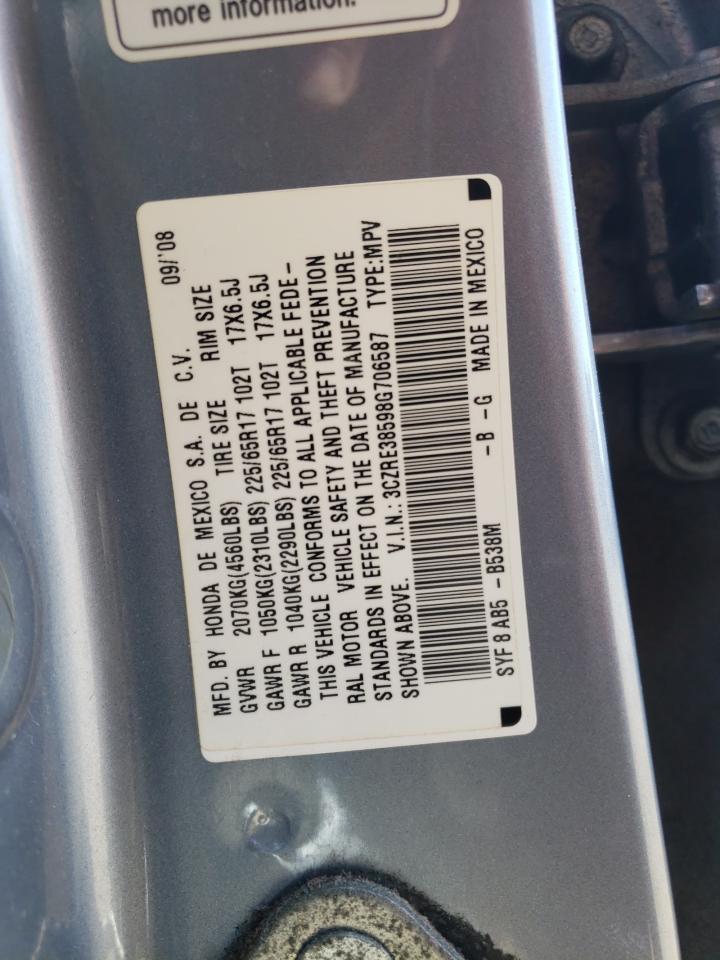 more information.
MFD. BY HONDA DE MEXICO S.A. DE C.V. 09/'08
GVWR 2070KG(4560LBS) TIRE SIZE RIM SIZE
GAWR F 1050KG(2310LBS) 225/65R17 102T 17X6.5J
GAWR R 1040KG(2290LBS) 225/65R17 102T 17X6.5J
THIS VEHICLE CONFORMS TO ALL APPLICABLE FEDE-
RAL MOTOR VEHICLE SAFETY AND THEFT PREVENTION
STANDARDS IN EFFECT ON THE DATE OF MANUFACTURE
SHOWN ABOVE. V.I.N.: 3CZRE38598G706587 TYPE:MPV
SYF 8 AB5 - B538M -B -G MADE IN MEXICO